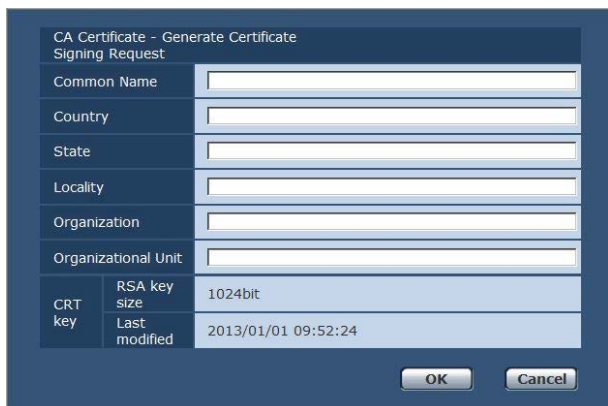 CA Certificate - Generate Certificate
Signing Request
Common Name
Country
State
Locality
Organization
Organizational Unit
CRT
key
RSA key
size
1024bit
Last
modified
2013/01/01 09:52:24
OK
Cancel